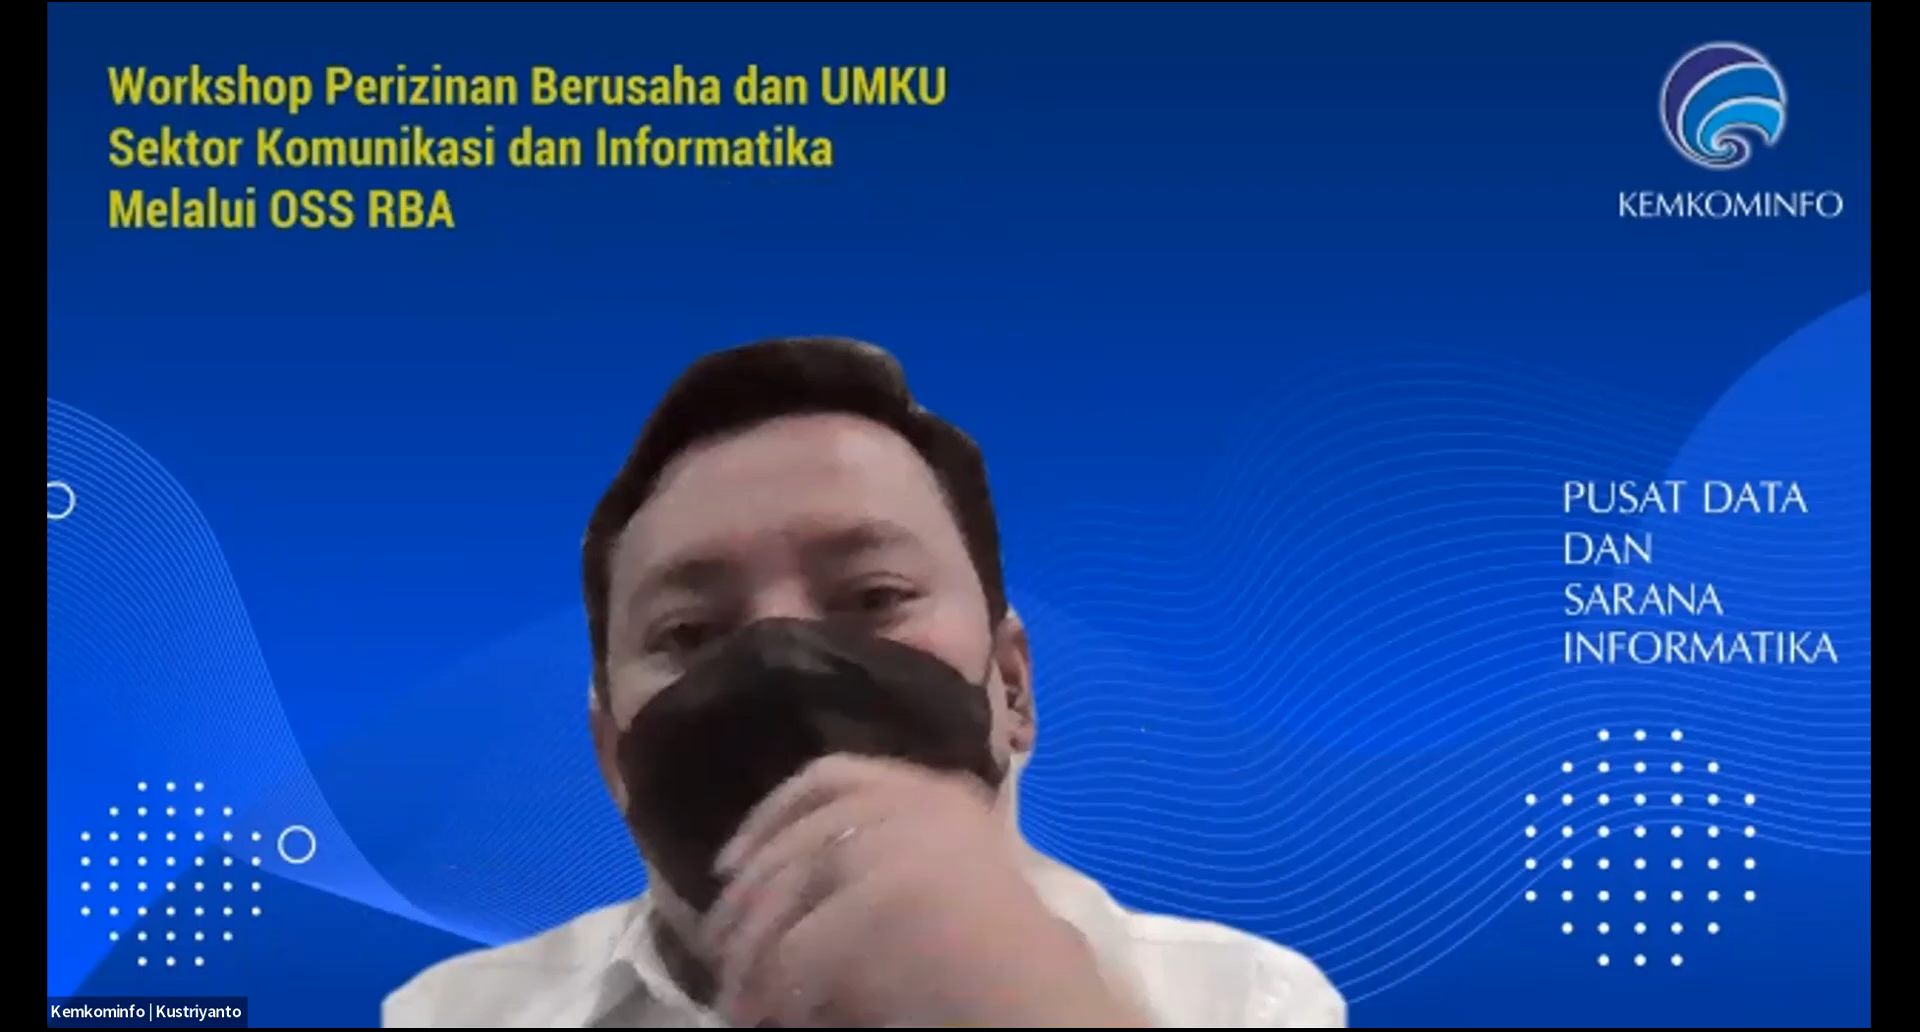 Workshop Perizinan Berusaha dan UMKU
Sektor Komunikasi dan Informatika
Melalui OSS RBA
KEMKOMINFO
PUSAT DATA
DAN
SARANA
INFORMATIKA
Kemkominfo | Kustriyanto